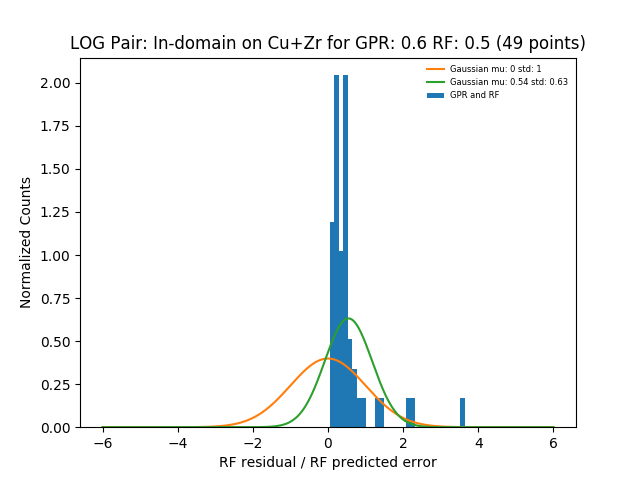 LOG Pair: In-domain on Cu+Zr for GPR: 0.6 RF: 0.5 (49 points)
Gaussian mu: 0 std: 1
Gaussian mu: 0.54 std: 0.63
GPR and RF
Normalized Counts
2.00
1.75
1.50
1.25
1.00
0.75
0.50
0.25
0.00
−6 −4 −2 0 2 4 6
RF residual / RF predicted error